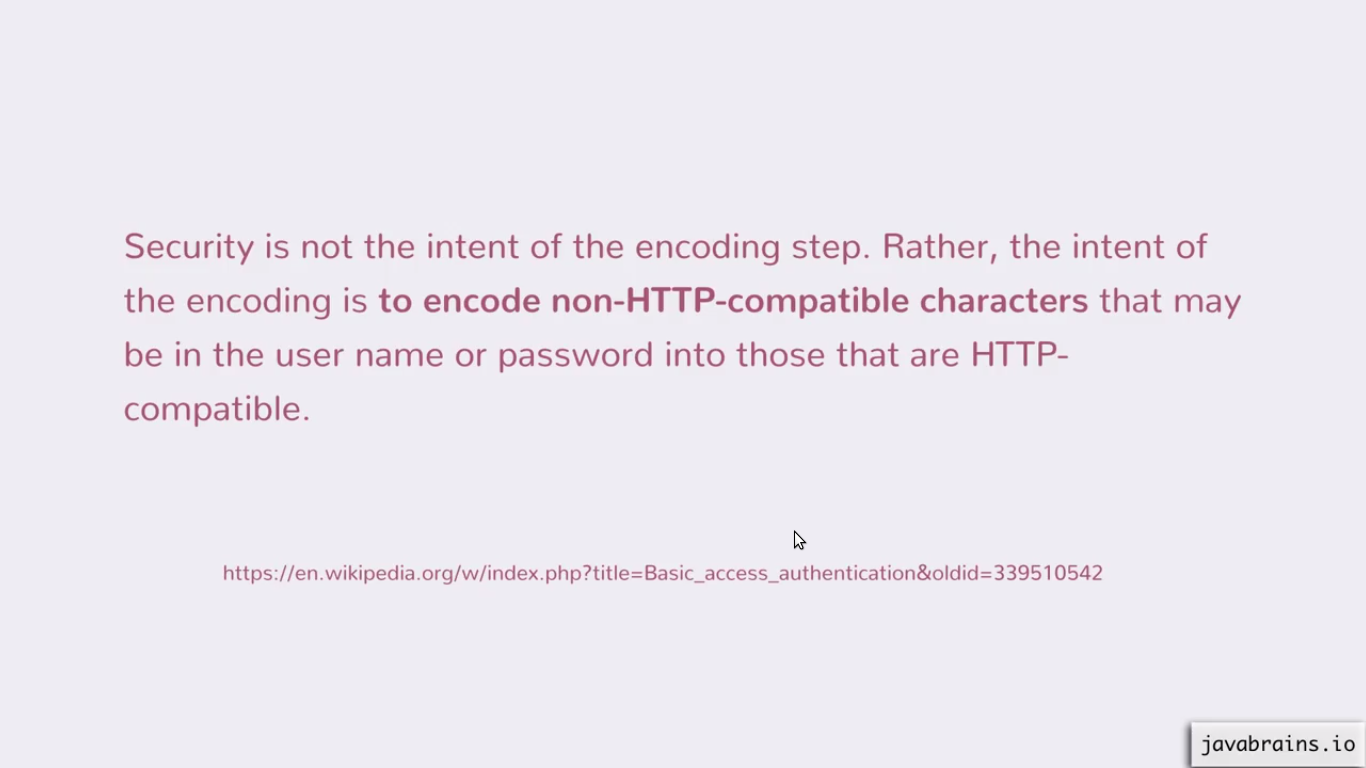 Security is not the intent of the encoding step. Rather, the intent of
the encoding is to encode non-HTTP-compatible characters that may
be in the user name or password into those that are HTTP-
compatible.
https://en.wikipedia.org/w/index.php?title=Basic_access_authentication&oldid=339510542
javabrains.io